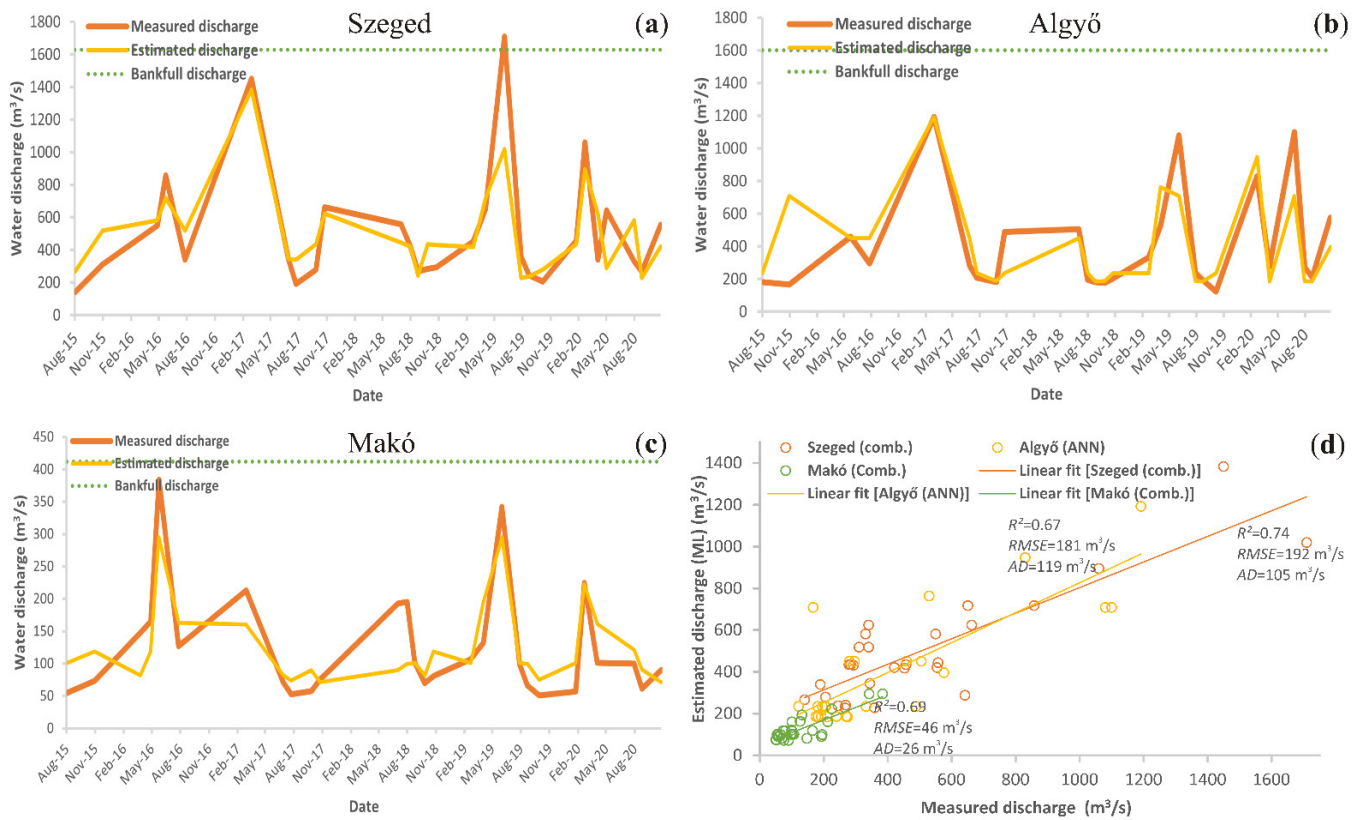 Szeged
(a)
Measured discharge
Estimated discharge
Bankfull discharge
Water discharge (m³/s)
1800
1600
1400
1200
1000
800
600
400
200
0
Aug-15
Nov-15
Feb-16
May-16
Aug-16
Nov-16
Feb-17
May-17
Aug-17
Nov-17
Feb-18
May-18
Aug-18
Nov-18
Feb-19
May-19
Aug-19
Nov-19
Feb-20
May-20
Aug-20
Date
Algyő
(b)
Measured discharge
Estimated discharge
Bankfull discharge
Water discharge (m³/s)
1800
1600
1400
1200
1000
800
600
400
200
0
Aug-15
Nov-15
Feb-16
May-16
Aug-16
Nov-16
Feb-17
May-17
Aug-17
Nov-17
Feb-18
May-18
Aug-18
Nov-18
Feb-19
May-19
Aug-19
Nov-19
Feb-20
May-20
Aug-20
Date
Makó
(c)
Measured discharge
Estimated discharge
Bankfull discharge
Water discharge (m³/s)
450
400
350
300
250
200
150
100
50
0
Aug-15
Nov-15
Feb-16
May-16
Aug-16
Nov-16
Feb-17
May-17
Aug-17
Nov-17
Feb-18
May-18
Aug-18
Nov-18
Feb-19
May-19
Aug-19
Nov-19
Feb-20
May-20
Aug-20
Date
(d)
Szeged (comb.)
Algyő (ANN)
Makó (Comb.)
Linear fit [Szeged (comb.)]
Linear fit [Algyő (ANN)]
Linear fit [Makó (Comb.)]
Estimated discharge (ML) (m³/s)
1400
1200
1000
800
600
400
200
0
R²=0.67
RMSE=181 m³/s
AD=119 m³/s
R²=0.74
RMSE=192 m³/s
AD=105 m³/s
R²=0.69
RMSE=46 m³/s
AD=26 m³/s
0
200
400
600
800
1000
1200
1400
1600
Measured discharge (m³/s)